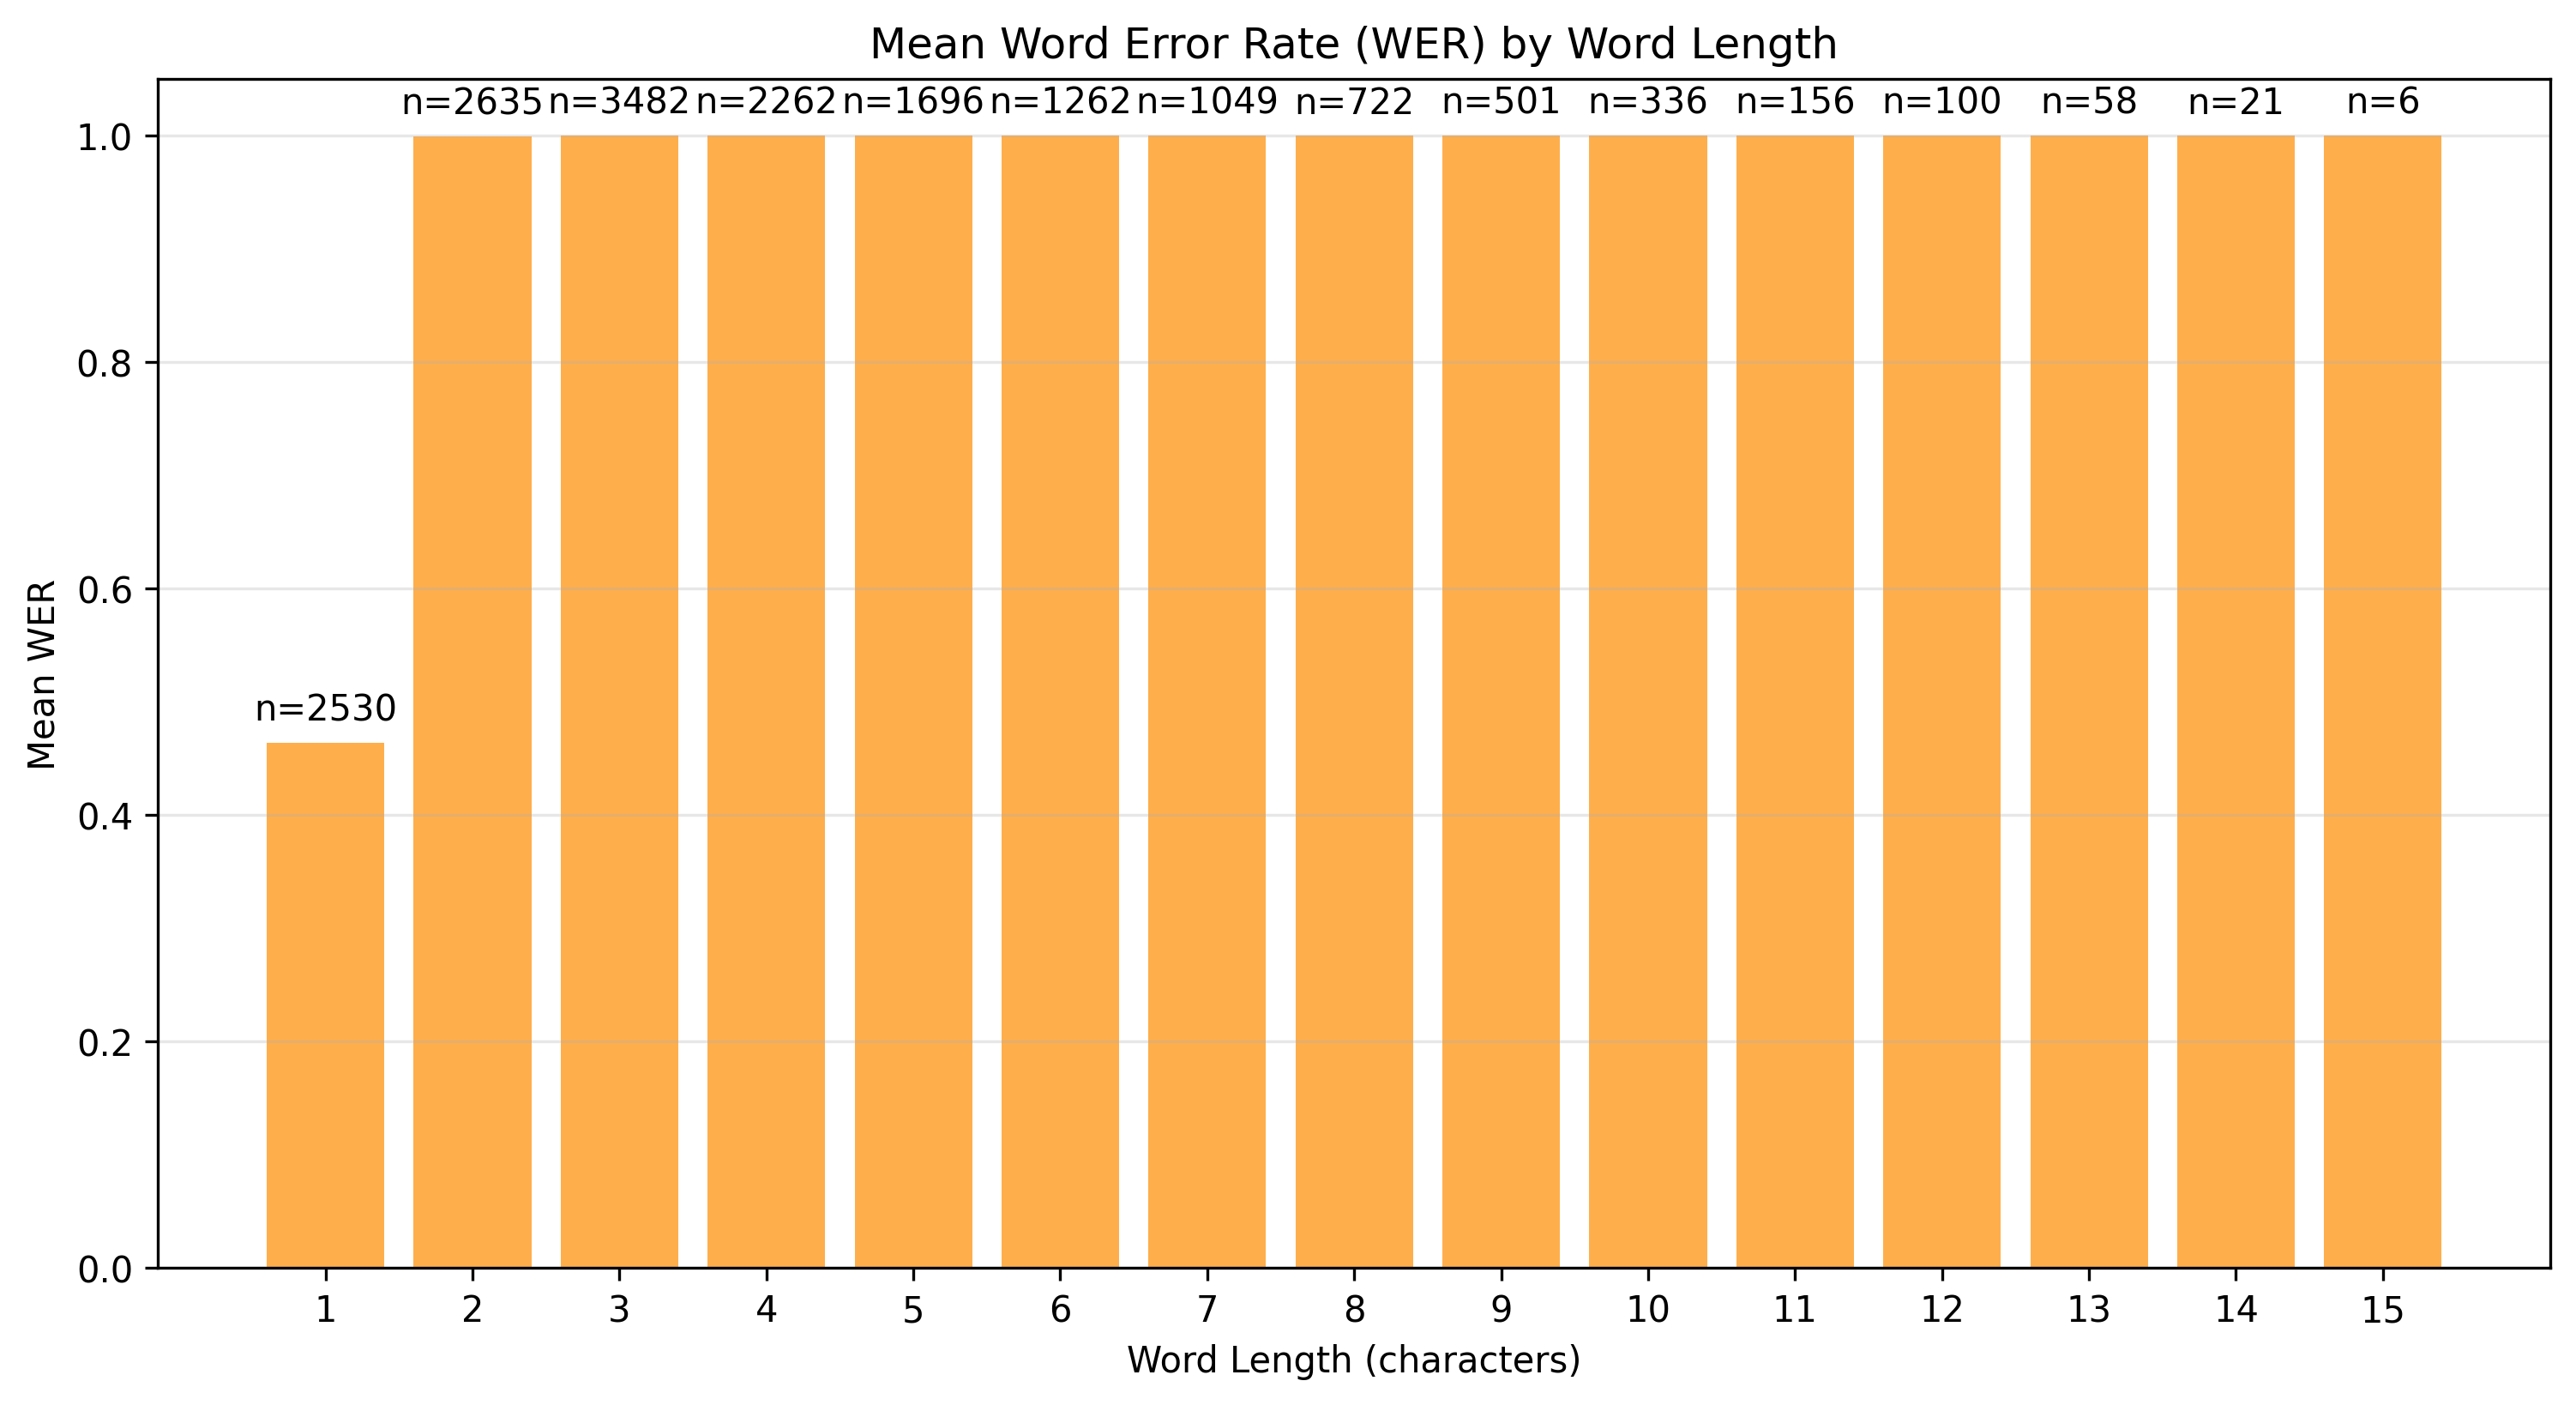 Mean Word Error Rate (WER) by Word Length
n=2635 n=3482 n=2262 n=1696 n=1262 n=1049 n=722 n=501 n=336 n=156 n=100 n=58 n=21 n=6
1.0
0.8
0.6
n=2530
0.4
0.2
0.0
Mean WER
1 2 3 4 5 6 7 8 9 10 11 12 13 14 15
Word Length (characters)